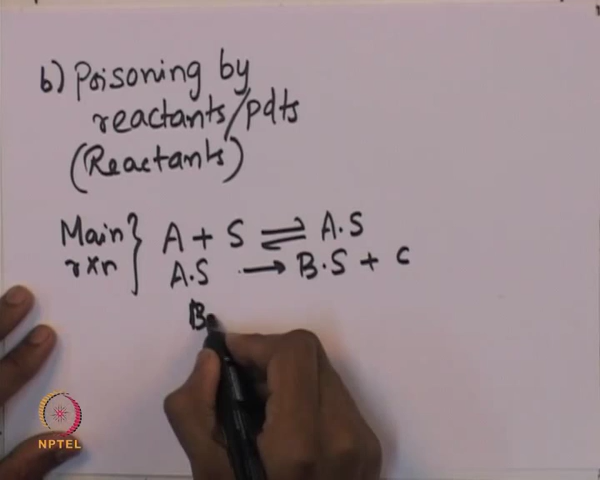 b) Poisoning by
reactants/pdts
(Reactants)
Main rxn } A + S ⇌ A.S
A.S → B.S + C
B.
NPTEL